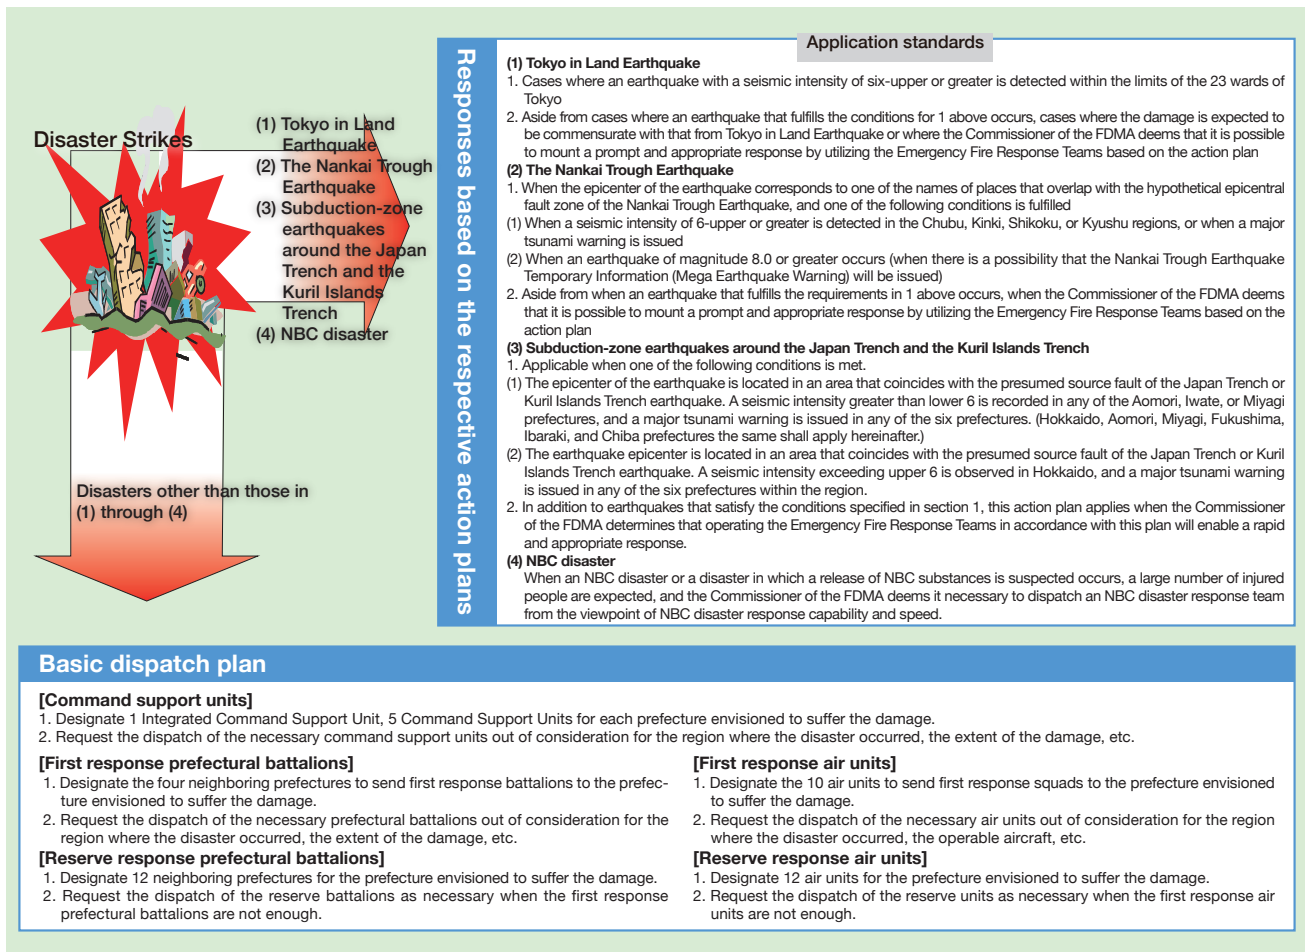 Disaster Strikes
(1) Tokyo in Land
Earthquake
(2) The Nankai Trough
Earthquake
(3) Subduction-zone
earthquakes
around the Japan
Trench and the
Kuril Islands
Trench
(4) NBC disaster
Disasters other than those in
(1) through (4)
Responses based on the respective action plans
Application standards
(1) Tokyo in Land Earthquake
1. Cases where an earthquake with a seismic intensity of six-upper or greater is detected within the limits of the 23 wards of
Tokyo
2. Aside from cases where an earthquake that fulfills the conditions for 1 above occurs, cases where the damage is expected to
be commensurate with that from Tokyo in Land Earthquake or where the Commissioner of the FDMA deems that it is possible
to mount a prompt and appropriate response by utilizing the Emergency Fire Response Teams based on the action plan
(2) The Nankai Trough Earthquake
1. When the epicenter of the earthquake corresponds to one of the names of places that overlap with the hypothetical epicentral
fault zone of the Nankai Trough Earthquake, and one of the following conditions is fulfilled
(1) When a seismic intensity of 6-upper or greater is detected in the Chubu, Kinki, Shikoku, or Kyushu regions, or when a major
tsunami warning is issued
(2) When an earthquake of magnitude 8.0 or greater occurs (when there is a possibility that the Nankai Trough Earthquake
Temporary Information (Mega Earthquake Warning) will be issued)
2. Aside from when an earthquake that fulfills the requirements in 1 above occurs, when the Commissioner of the FDMA deems
that it is possible to mount a prompt and appropriate response by utilizing the Emergency Fire Response Teams based on the
action plan
(3) Subduction-zone earthquakes around the Japan Trench and the Kuril Islands Trench
1. Applicable when one of the following conditions is met.
(1) The epicenter of the earthquake is located in an area that coincides with the presumed source fault of the Japan Trench or
Kuril Islands Trench earthquake. A seismic intensity greater than lower 6 is recorded in any of the Aomori, Iwate, or Miyagi
prefectures, and a major tsunami warning is issued in any of the six prefectures. (Hokkaido, Aomori, Miyagi, Fukushima,
Ibaraki, and Chiba prefectures the same shall apply hereinafter.)
(2) The earthquake epicenter is located in an area that coincides with the presumed source fault of the Japan Trench or Kuril
Islands Trench earthquake. A seismic intensity exceeding upper 6 is observed in Hokkaido, and a major tsunami warning
is issued in any of the six prefectures within the region.
2. In addition to earthquakes that satisfy the conditions specified in section 1, this action plan applies when the Commissioner
of the FDMA determines that operating the Emergency Fire Response Teams in accordance with this plan will enable a rapid
and appropriate response.
(4) NBC disaster
When an NBC disaster or a disaster in which a release of NBC substances is suspected occurs, a large number of injured
people are expected, and the Commissioner of the FDMA deems it necessary to dispatch an NBC disaster response team
from the viewpoint of NBC disaster response capability and speed.
Basic dispatch plan
[Command support units]
1. Designate 1 Integrated Command Support Unit, 5 Command Support Units for each prefecture envisioned to suffer the damage.
2. Request the dispatch of the necessary command support units out of consideration for the region where the disaster occurred, the extent of the damage, etc.
[First response prefectural battalions]
1. Designate the four neighboring prefectures to send first response battalions to the prefec-
ture envisioned to suffer the damage.
2. Request the dispatch of the necessary prefectural battalions out of consideration for the
region where the disaster occurred, the extent of the damage, etc.
[Reserve response prefectural battalions]
1. Designate 12 neighboring prefectures for the prefecture envisioned to suffer the damage.
2. Request the dispatch of the reserve battalions as necessary when the first response
prefectural battalions are not enough.
[First response air units]
1. Designate the 10 air units to send first response squads to the prefecture envisioned
to suffer the damage.
2. Request the dispatch of the necessary air units out of consideration for the region
where the disaster occurred, the operable aircraft, etc.
[Reserve response air units]
1. Designate 12 air units for the prefecture envisioned to suffer the damage.
2. Request the dispatch of the reserve units as necessary when the first response air
units are not enough.